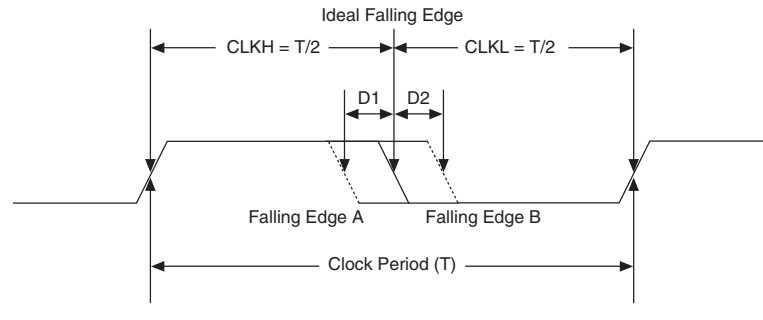 Ideal Falling Edge
CLKH = T/2
CLKL = T/2
D1
D2
Falling Edge A
Falling Edge B
Clock Period (T)